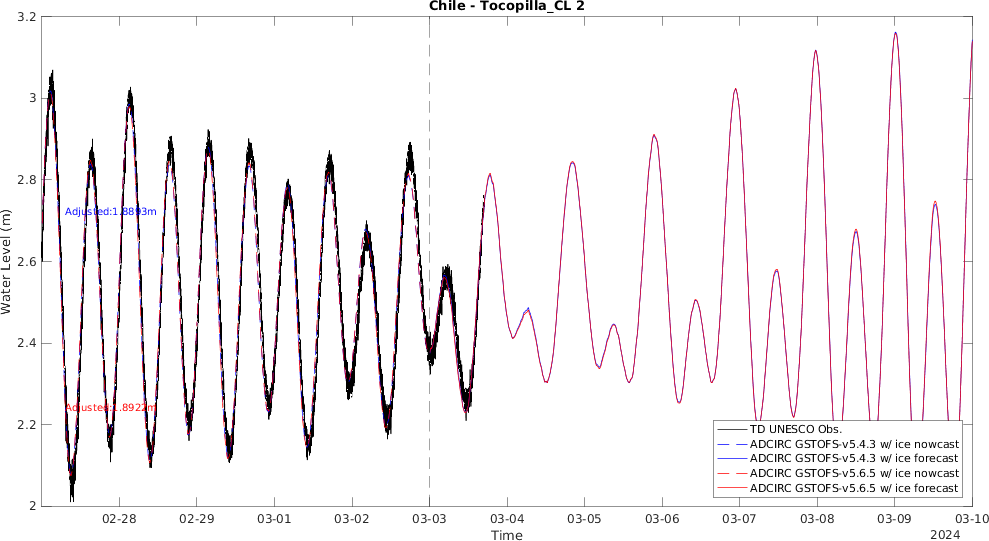 Chile - Tocopilla_CL 2
Water Level (m)
3.2
3
2.8
2.6
2.4
2.2
2
Adjusted:1.8893m
Adjusted:1.8922m
TD UNESCO Obs.
ADCIRC GSTOFS-v5.4.3 w/ ice nowcast
ADCIRC GSTOFS-v5.4.3 w/ ice forecast
ADCIRC GSTOFS-v5.6.5 w/ ice nowcast
ADCIRC GSTOFS-v5.6.5 w/ ice forecast
02-28 02-29 03-01 03-02 03-03 03-04 03-05 03-06 03-07 03-08 03-09 03-10
Time
2024